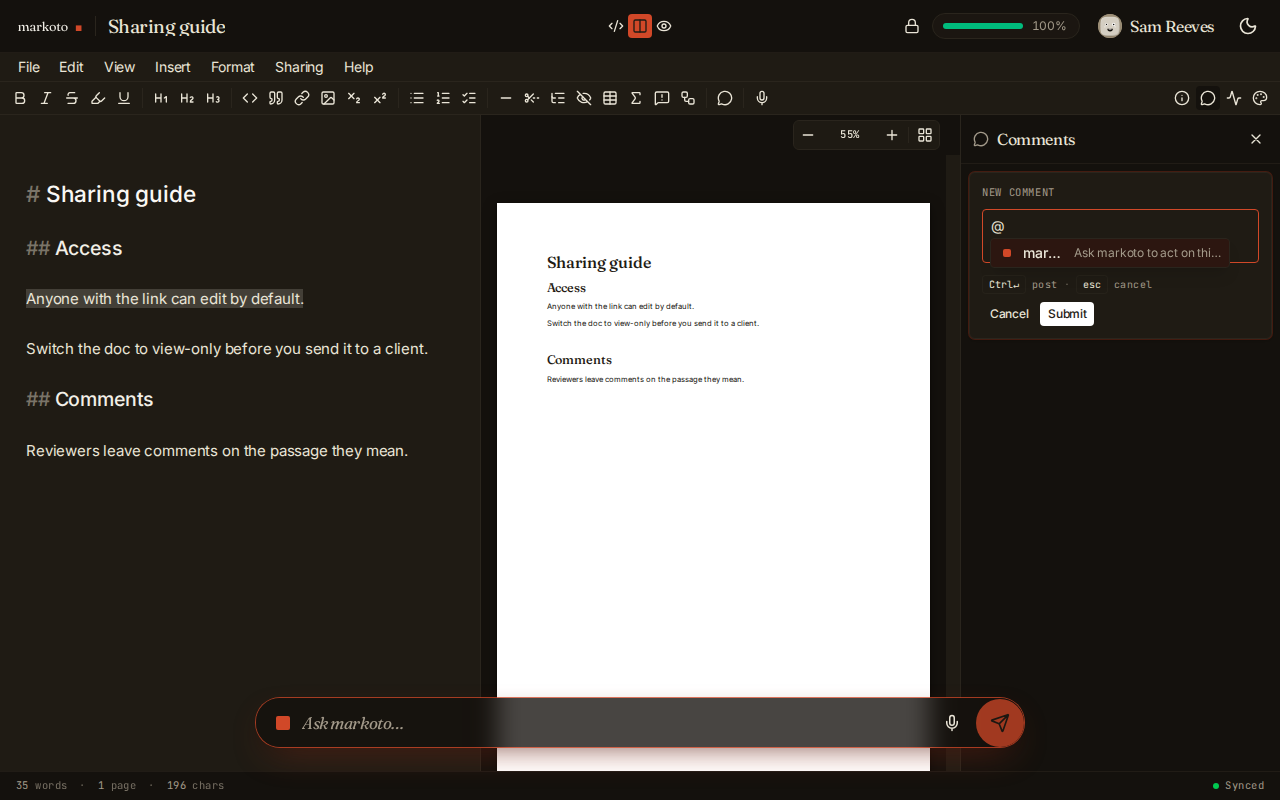 markoto
Sharing guide
100%
Sam Reeves
File Edit View Insert Format Sharing Help
H1 H2 H3
X2 X2
55%
Comments
# Sharing guide
## Access
Anyone with the link can edit by default.
Switch the doc to view-only before you send it to a client.
## Comments
Reviewers leave comments on the passage they mean.
Sharing guide
Access
Anyone with the link can edit by default.
Switch the doc to view-only before you send it to a client.
Comments
Reviewers leave comments on the passage they mean.
NEW COMMENT
@
mar... Ask markoto to act on thi...
Ctrl↵ post · esc cancel
Cancel Submit
Ask markoto...
35 words · 1 page · 196 chars
Synced